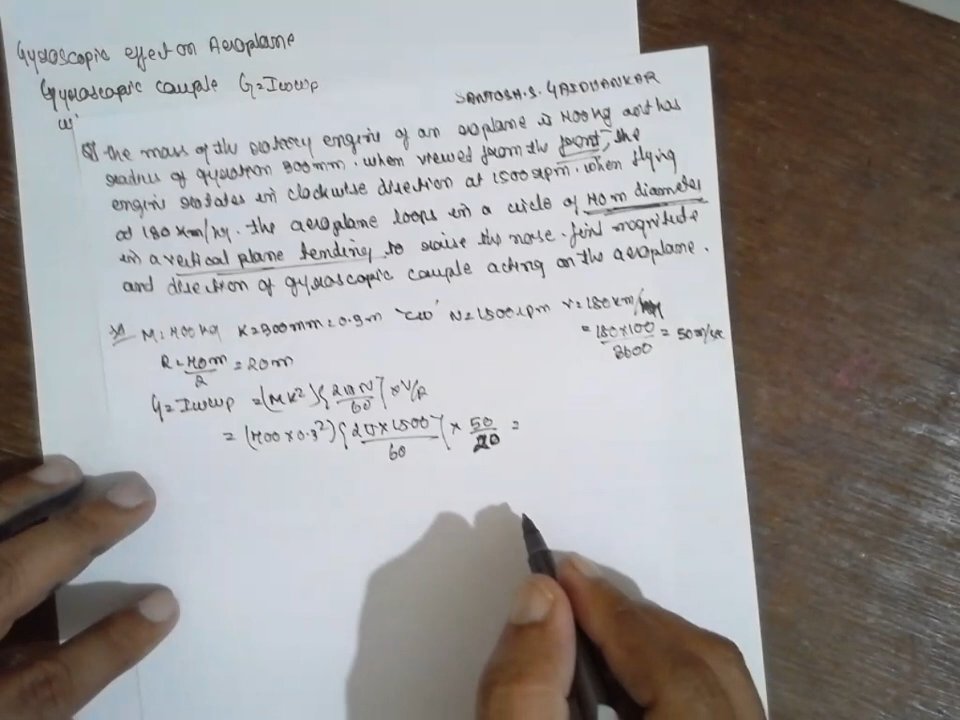 Gyroscopic effect on Aeroplane
Gyroscopic couple G=Iωωp
SANTOSH.S. GAIDHANKAR
Q) The mass of the rotary engine of an aeroplane is 400kg and has
radius of gyration 300mm. when viewed from the front, the
engine rotates in clockwise direction at 1500rpm. when flying
at 180 km/hr. the aeroplane loops in a circle of 40m diameter
in a vertical plane tending to raise the nose. find magnitude
and direction of gyroscopic couple acting on the aeroplane.
M=400kg K=300mm=0.3m 'cw' N=1500rpm V=180km/
= 180×100/3600 = 50m/sec
R=40m/2 = 20m
G=Iωωp = (MK²){2πN/60}×V/R
= (400×0.3²){2π×1500/60}×50/20 =